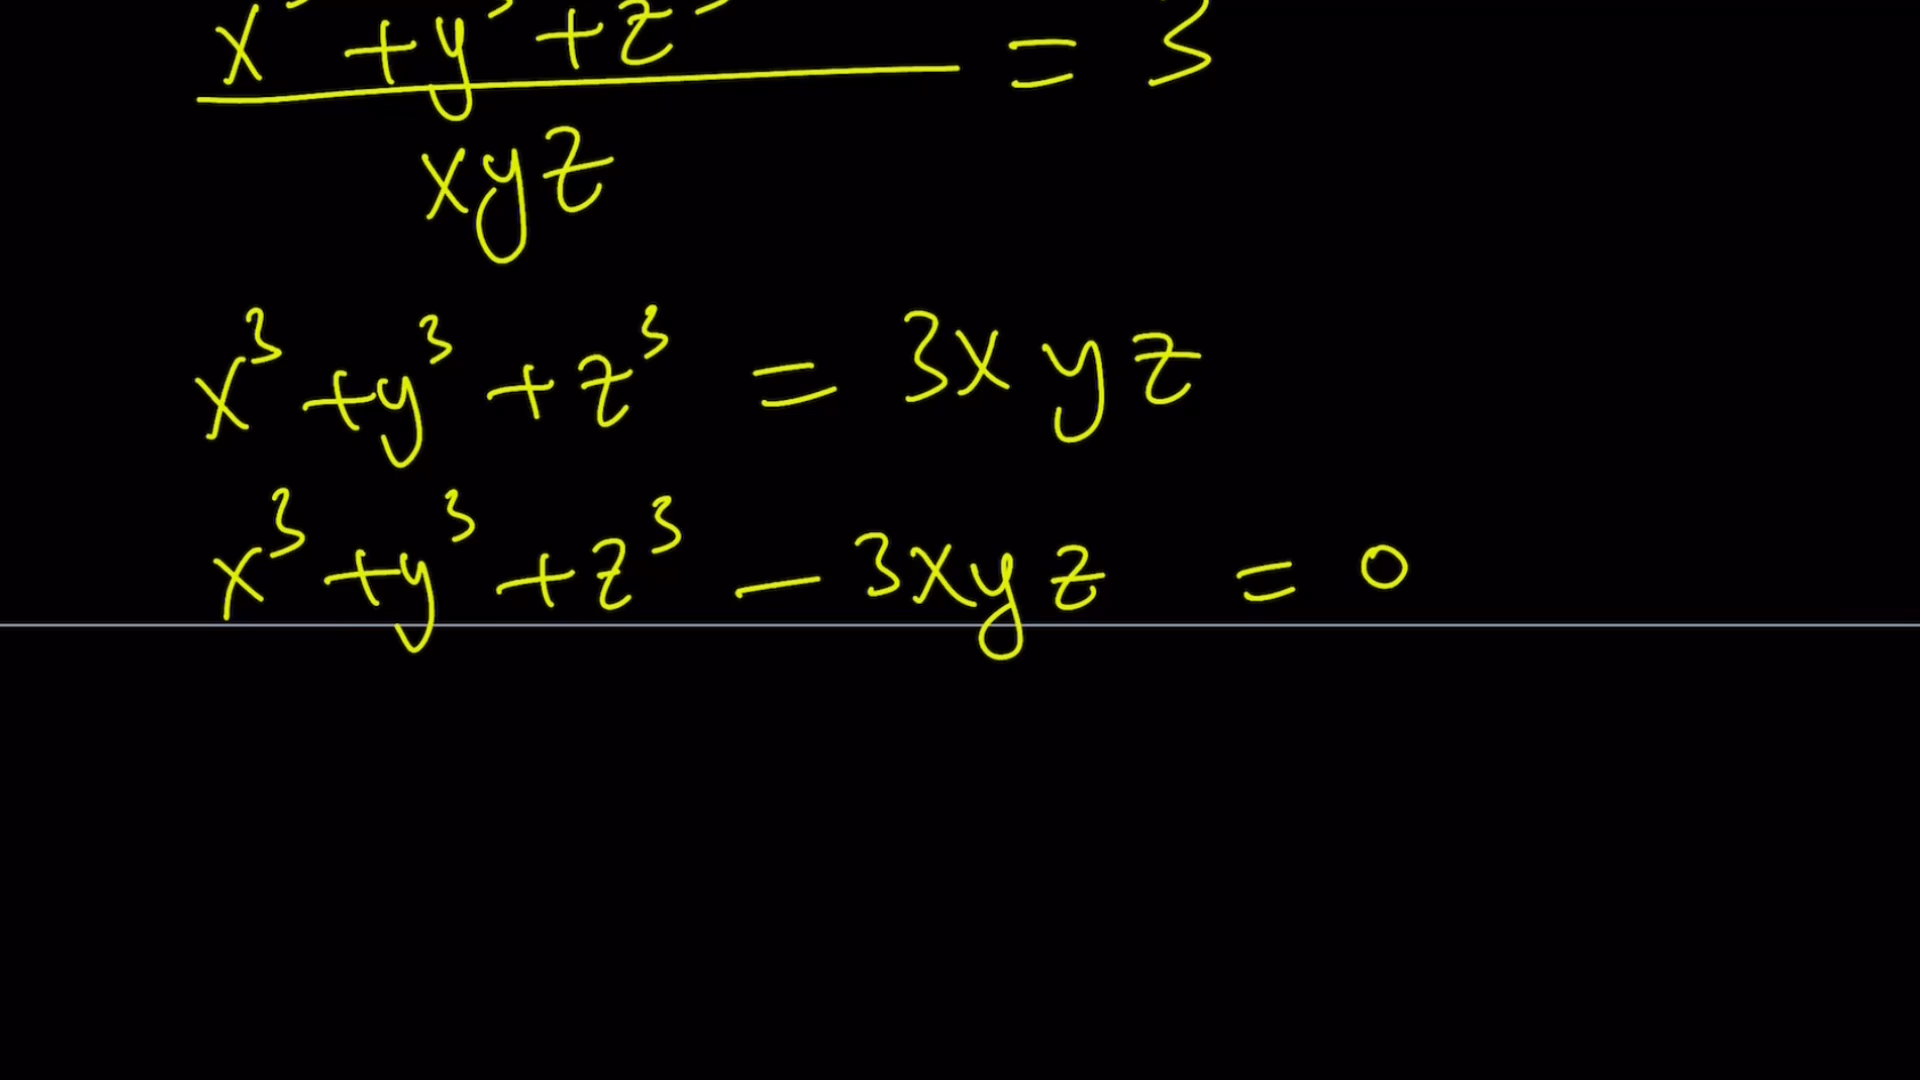 x³ + y³ + z³ = 3
xyz
x³ + y³ + z³ = 3xyz
x³ + y³ + z³ - 3xyz = 0